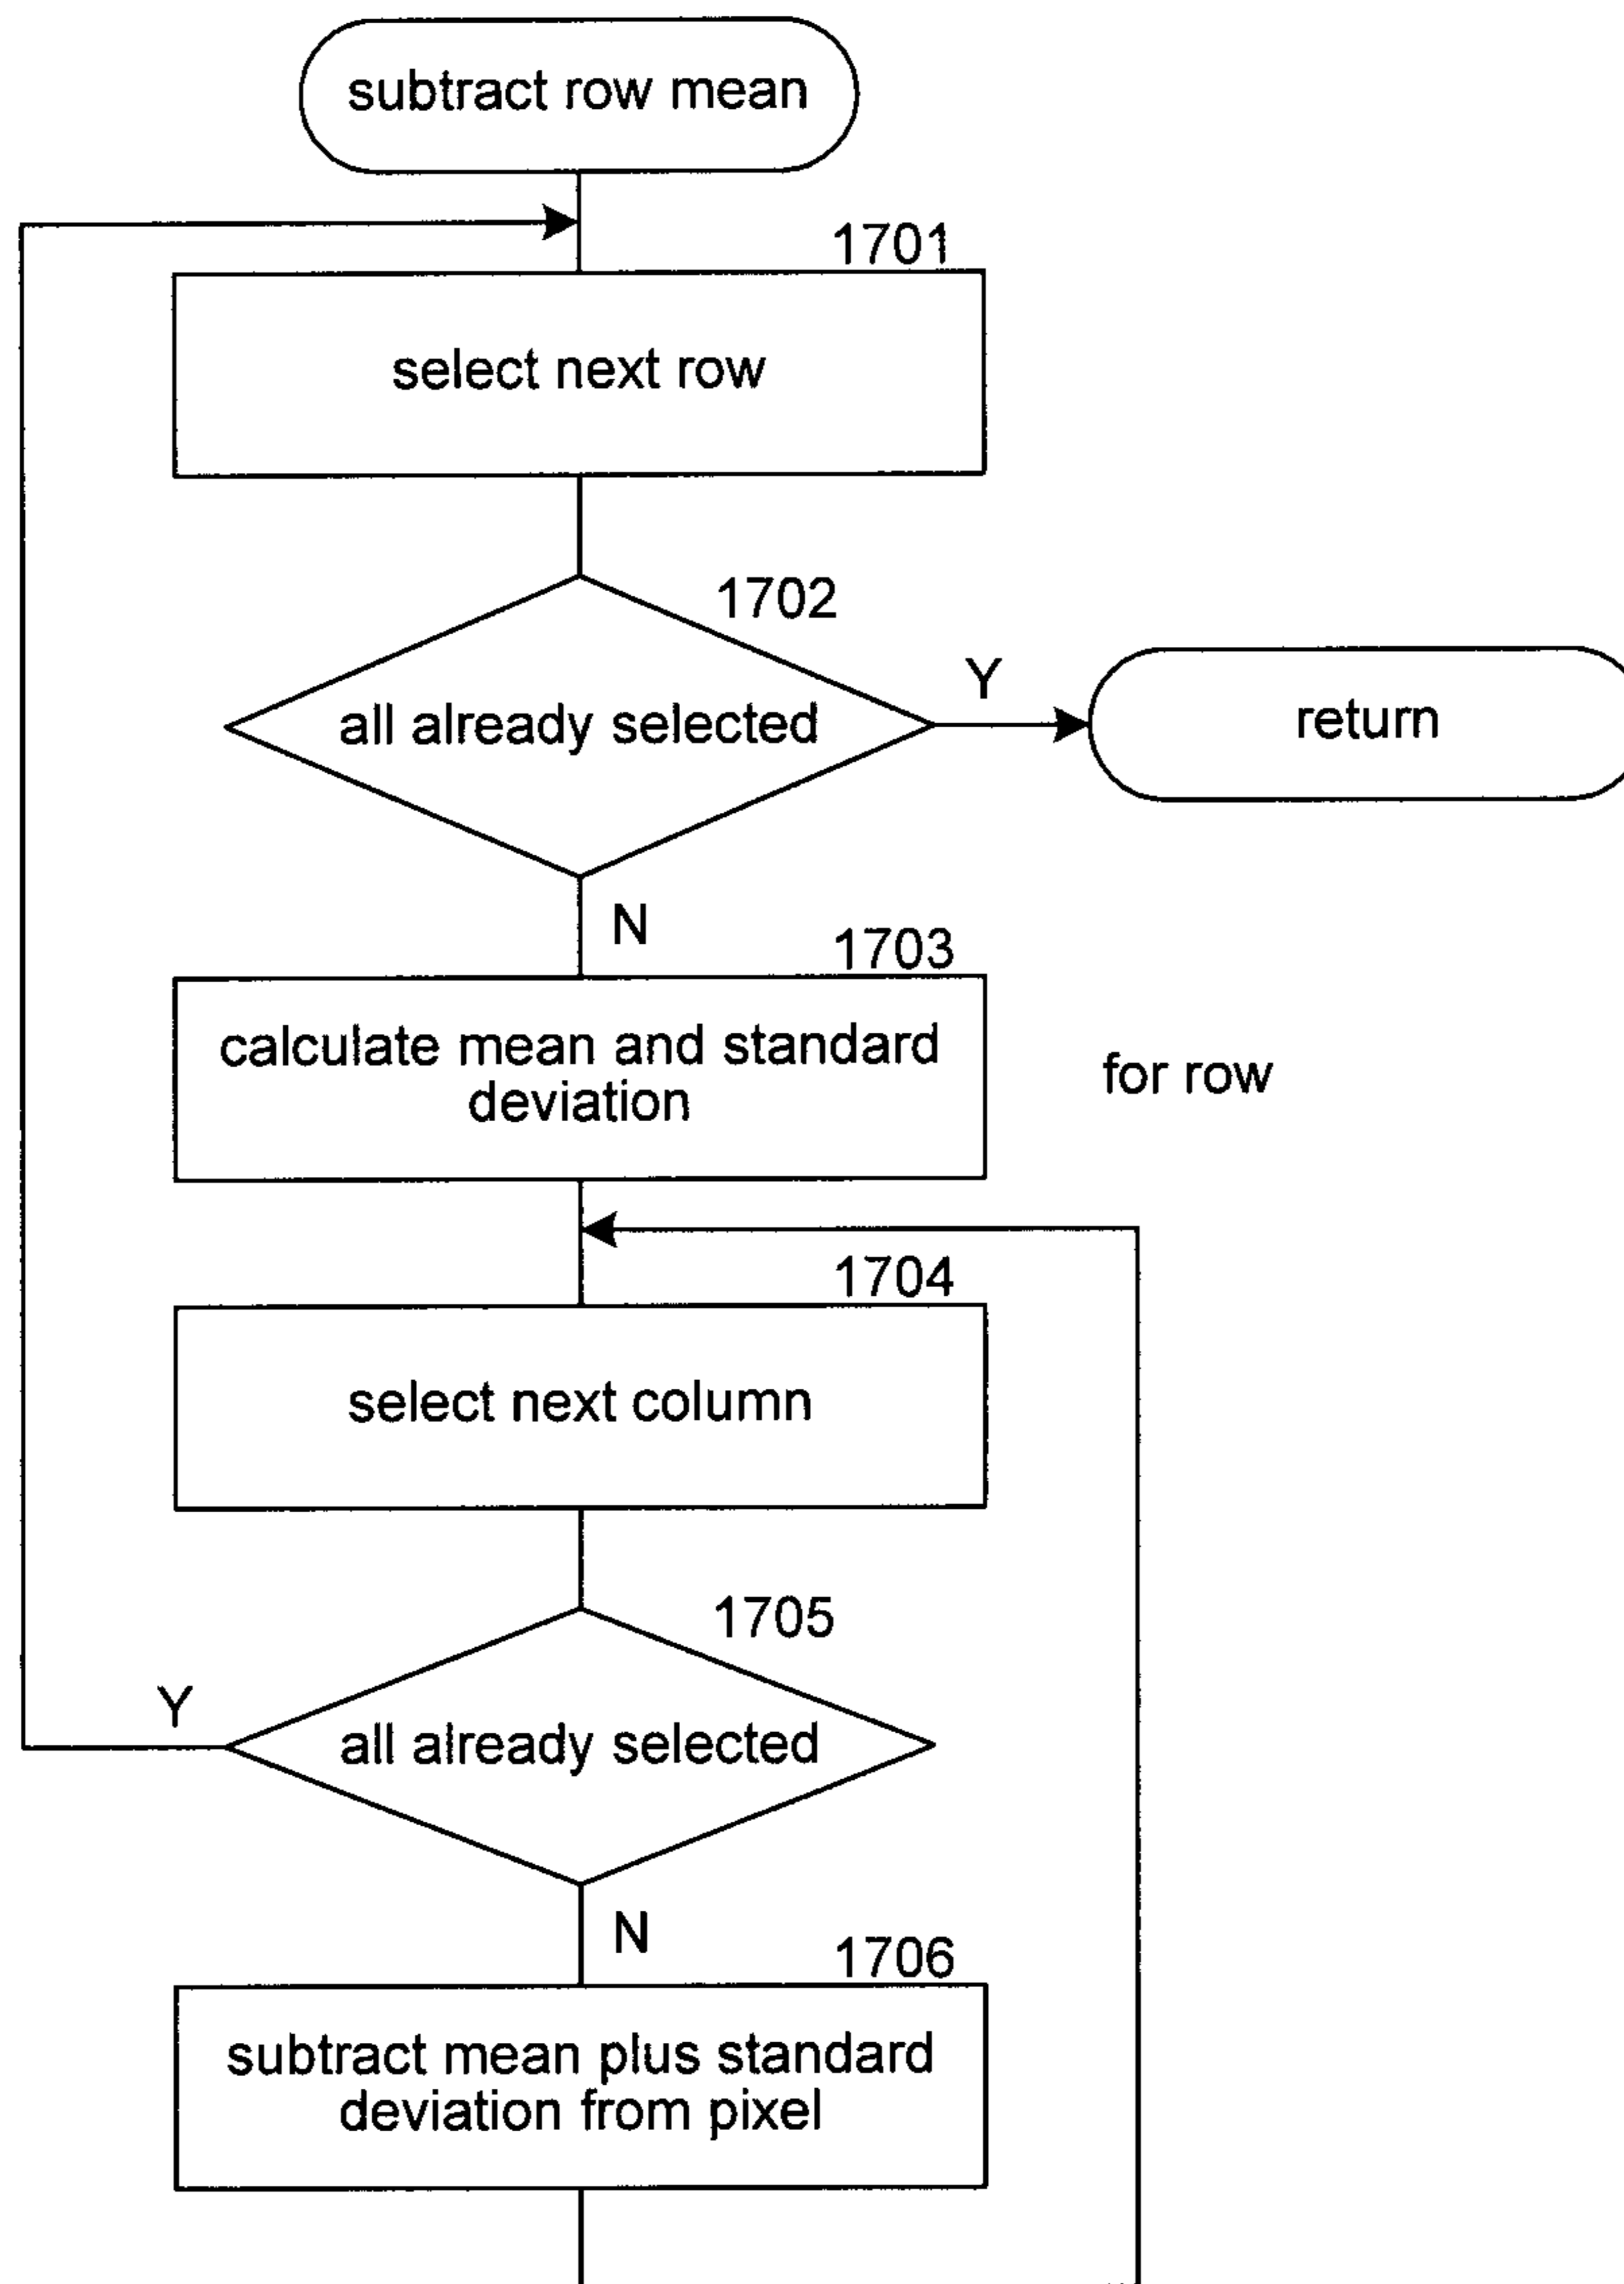 subtract row mean
1701
select next row
1702
all already selected
Y
return
N
1703
calculate mean and standard
deviation
for row
1704
select next column
1705
Y
all already selected
N
1706
subtract mean plus standard
deviation from pixel